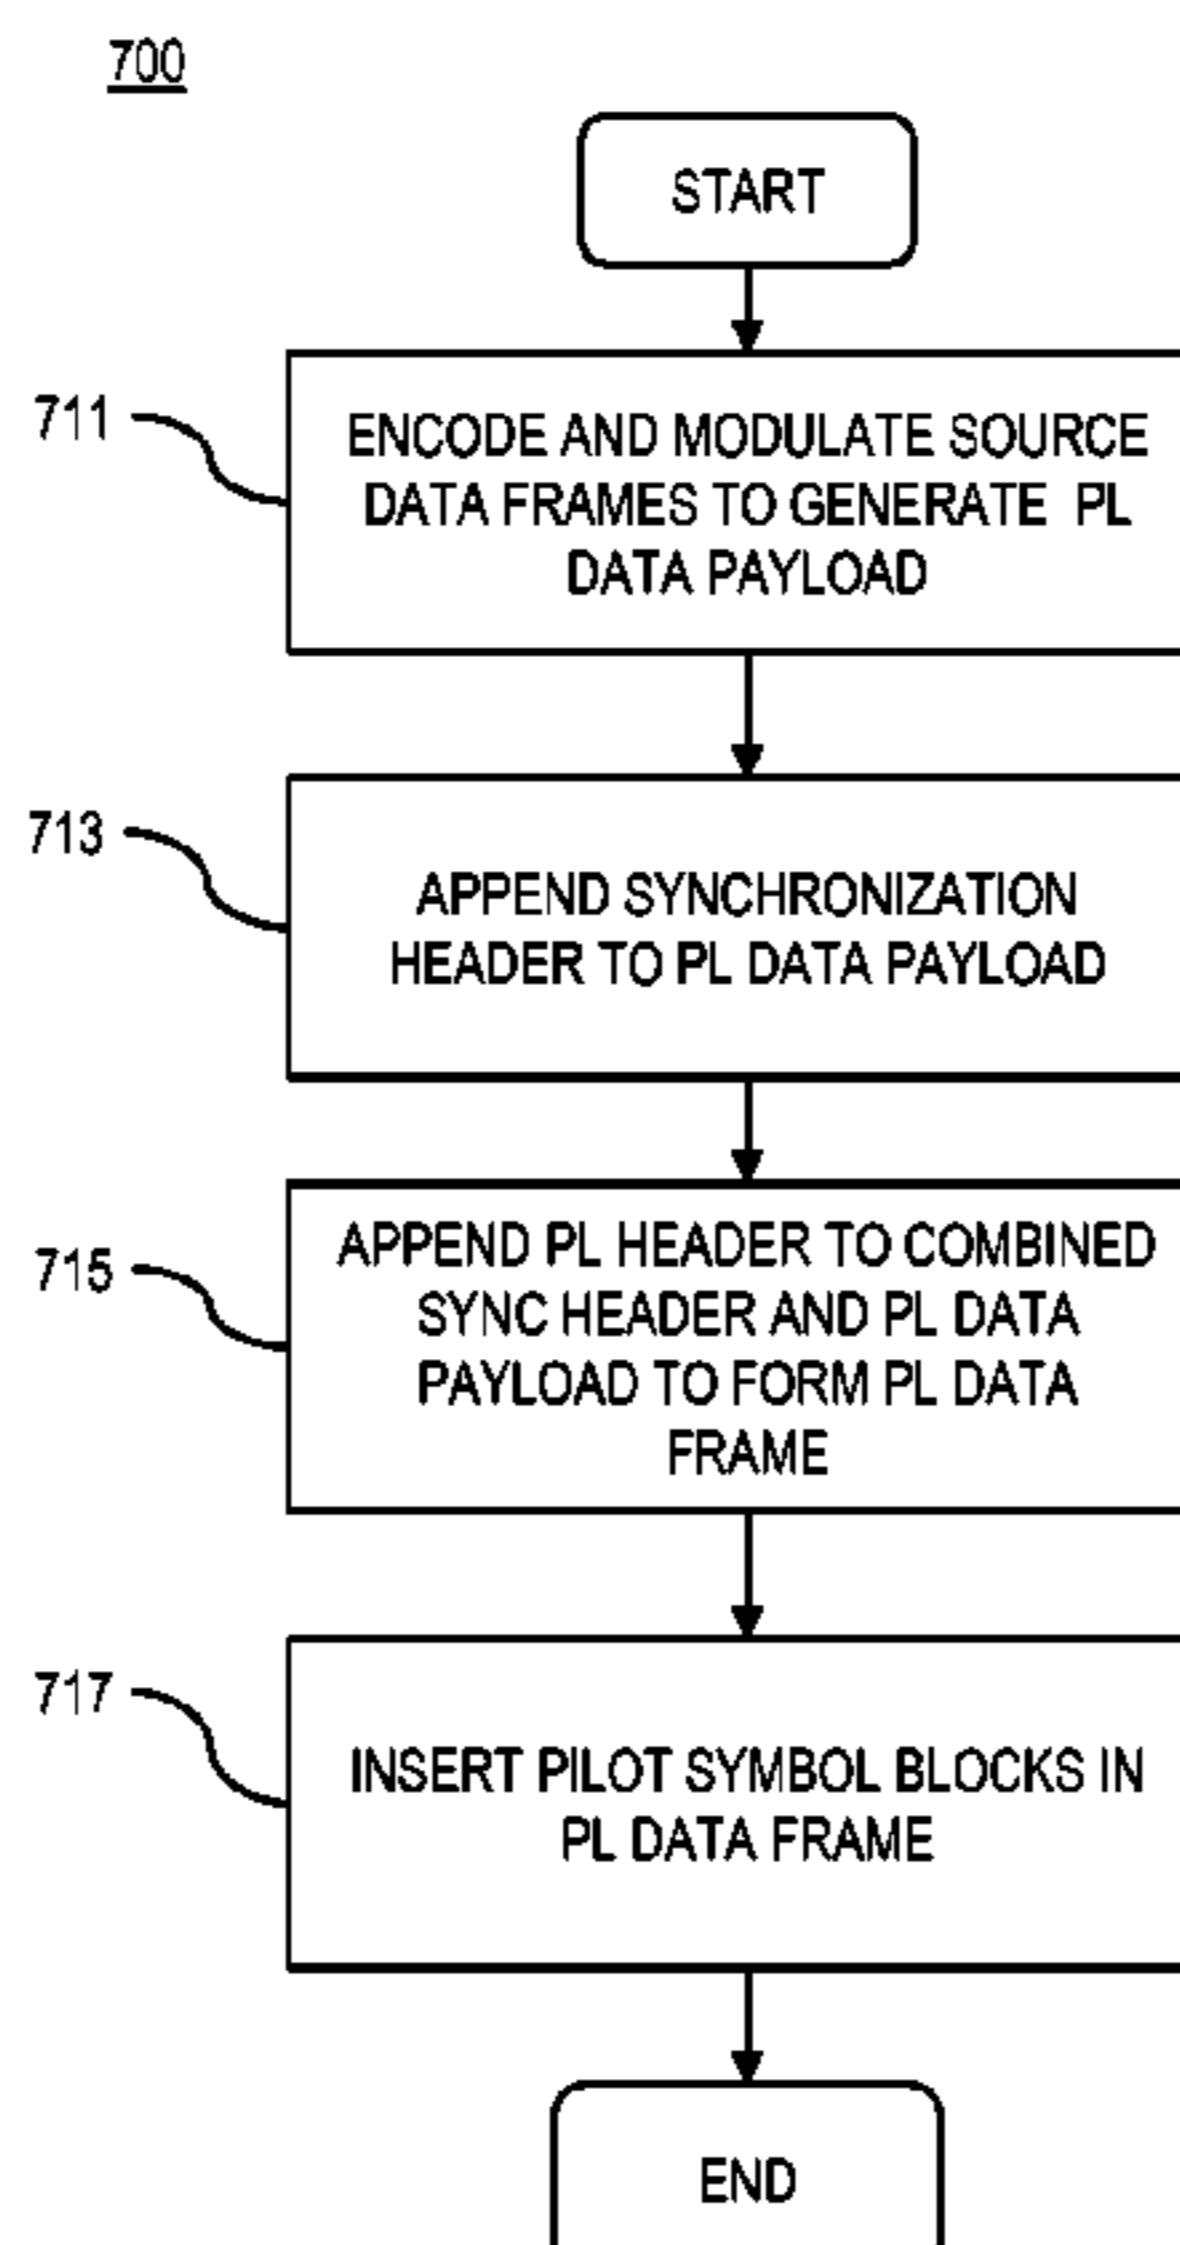 700
START
711
ENCODE AND MODULATE SOURCE
DATA FRAMES TO GENERATE PL
DATA PAYLOAD
713
APPEND SYNCHRONIZATION
HEADER TO PL DATA PAYLOAD
715
APPEND PL HEADER TO COMBINED
SYNC HEADER AND PL DATA
PAYLOAD TO FORM PL DATA
FRAME
717
INSERT PILOT SYMBOL BLOCKS IN
PL DATA FRAME
END